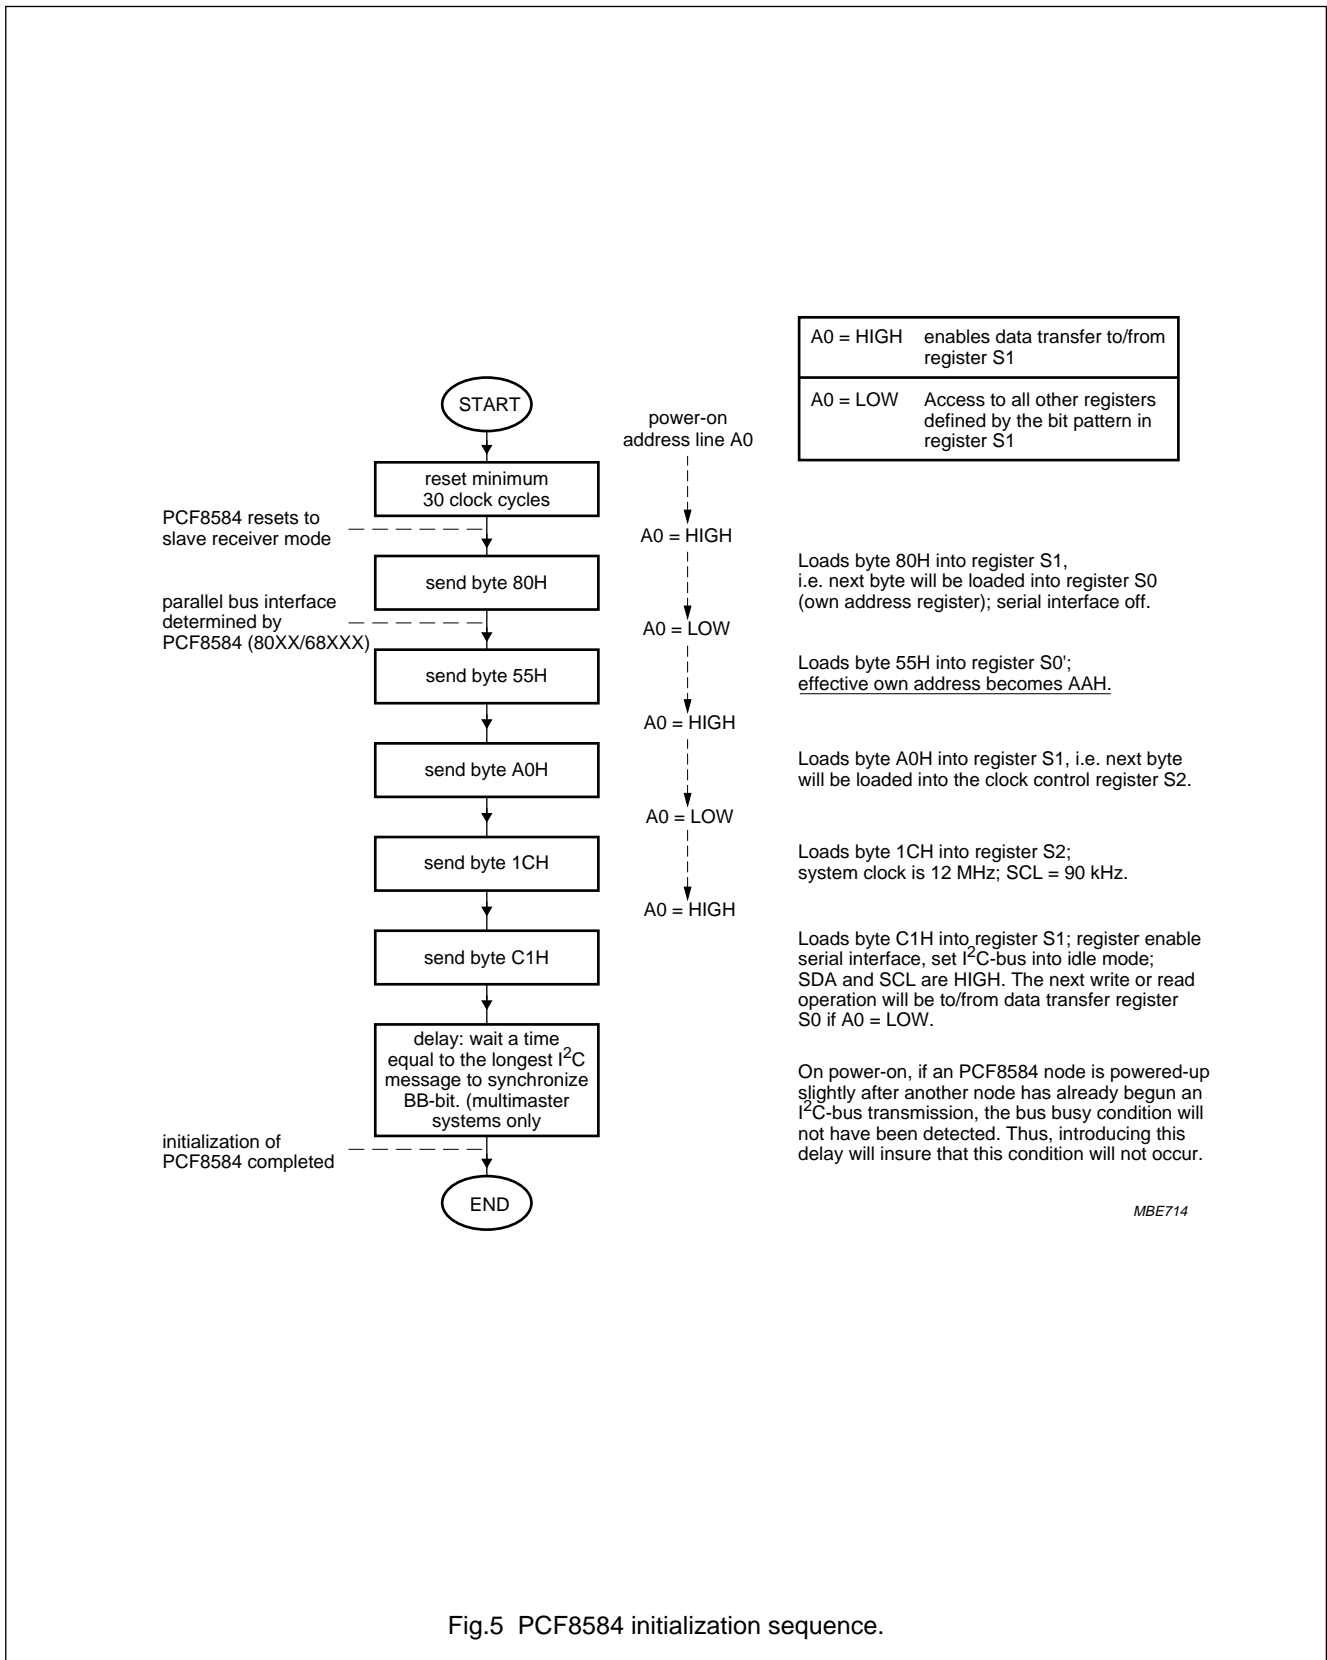 A0 = HIGH enables data transfer to/from
register S1
A0 = LOW Access to all other registers
defined by the bit pattern in
register S1
START
power-on
address line A0
reset minimum
30 clock cycles
PCF8584 resets to
slave receiver mode
A0 = HIGH
send byte 80H
Loads byte 80H into register S1,
i.e. next byte will be loaded into register S0
(own address register); serial interface off.
parallel bus interface
determined by
PCF8584 (80XX/68XXX)
A0 = LOW
send byte 55H
Loads byte 55H into register S0';
effective own address becomes AAH.
A0 = HIGH
send byte A0H
Loads byte A0H into register S1, i.e. next byte
will be loaded into the clock control register S2.
A0 = LOW
send byte 1CH
Loads byte 1CH into register S2;
system clock is 12 MHz; SCL = 90 kHz.
A0 = HIGH
send byte C1H
Loads byte C1H into register S1; register enable
serial interface, set I²C-bus into idle mode;
SDA and SCL are HIGH. The next write or read
operation will be to/from data transfer register
S0 if A0 = LOW.
delay: wait a time
equal to the longest I²C
message to synchronize
BB-bit. (multimaster
systems only
On power-on, if an PCF8584 node is powered-up
slightly after another node has already begun an
I²C-bus transmission, the bus busy condition will
not have been detected. Thus, introducing this
delay will insure that this condition will not occur.
initialization of
PCF8584 completed
END
MBE714
Fig.5 PCF8584 initialization sequence.